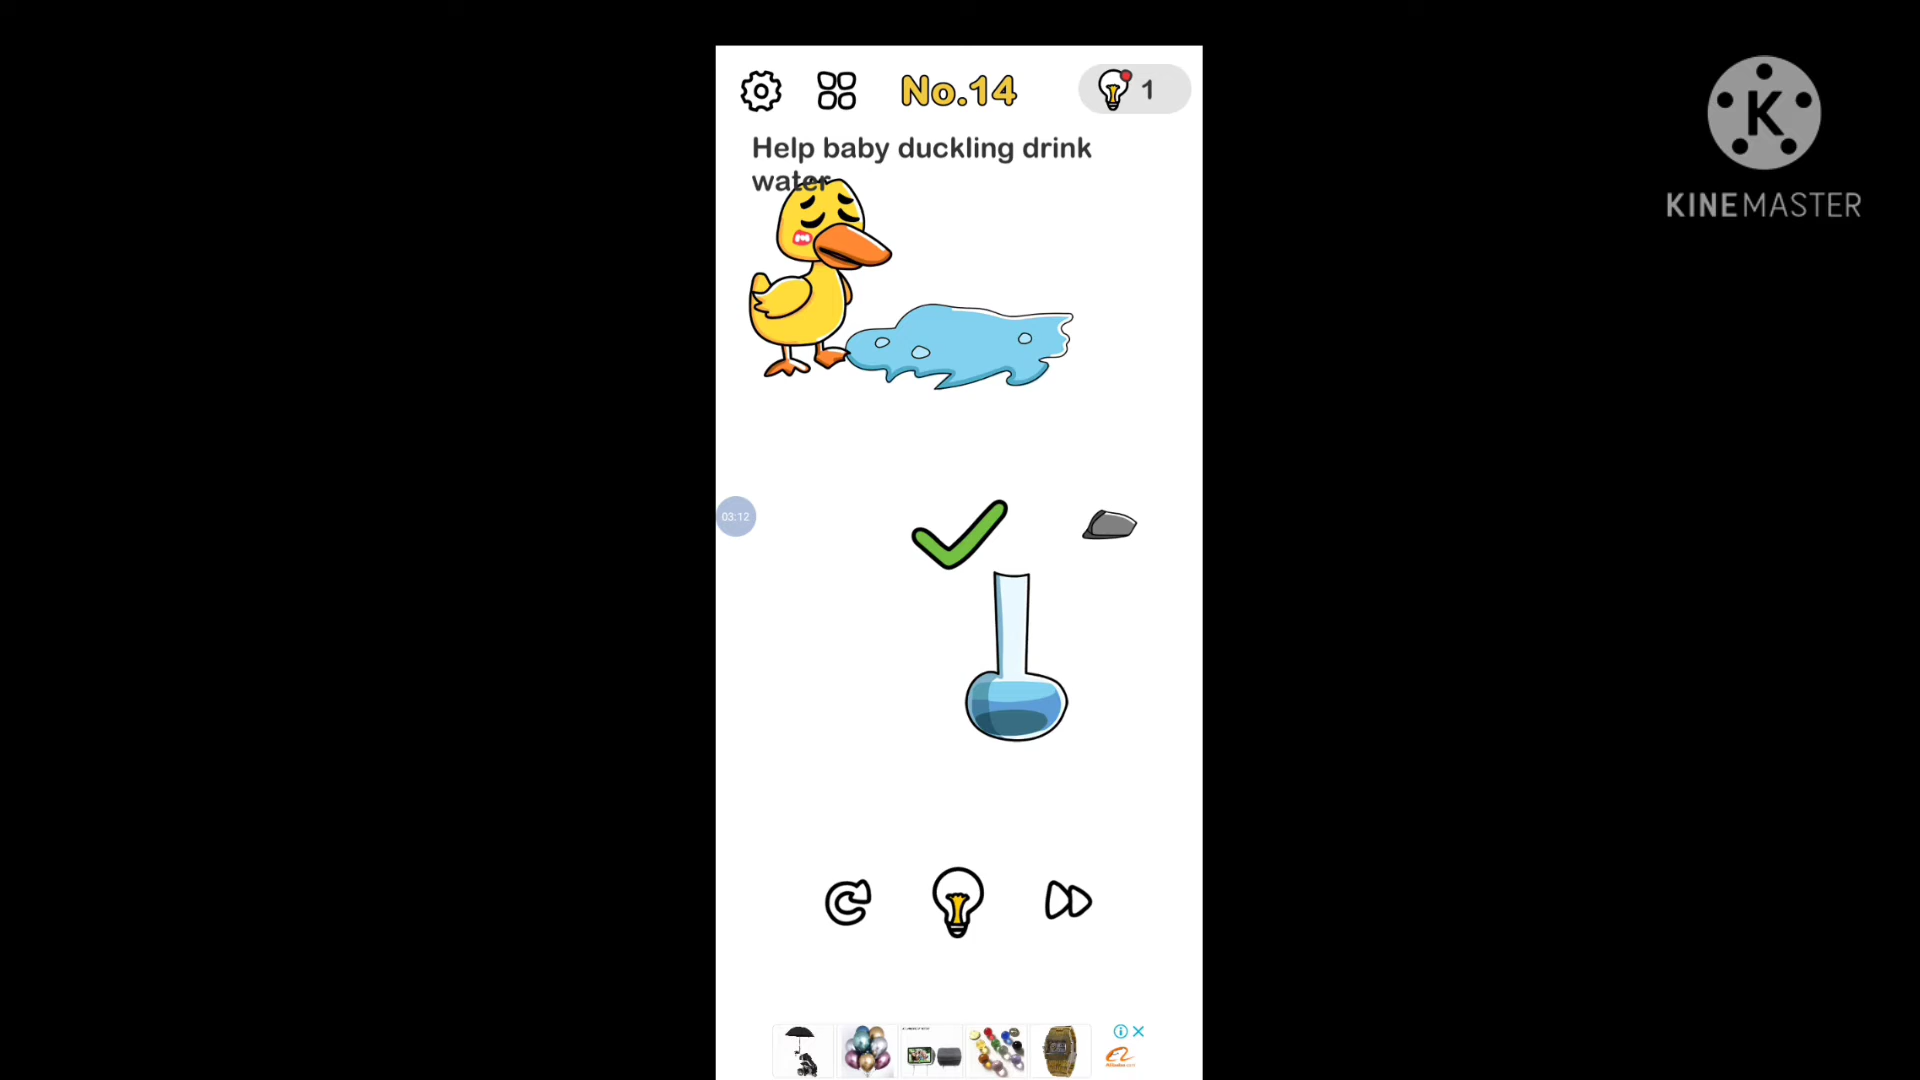 No.14
1
Help baby duckling drink
water
03:12
K
KINEMASTER